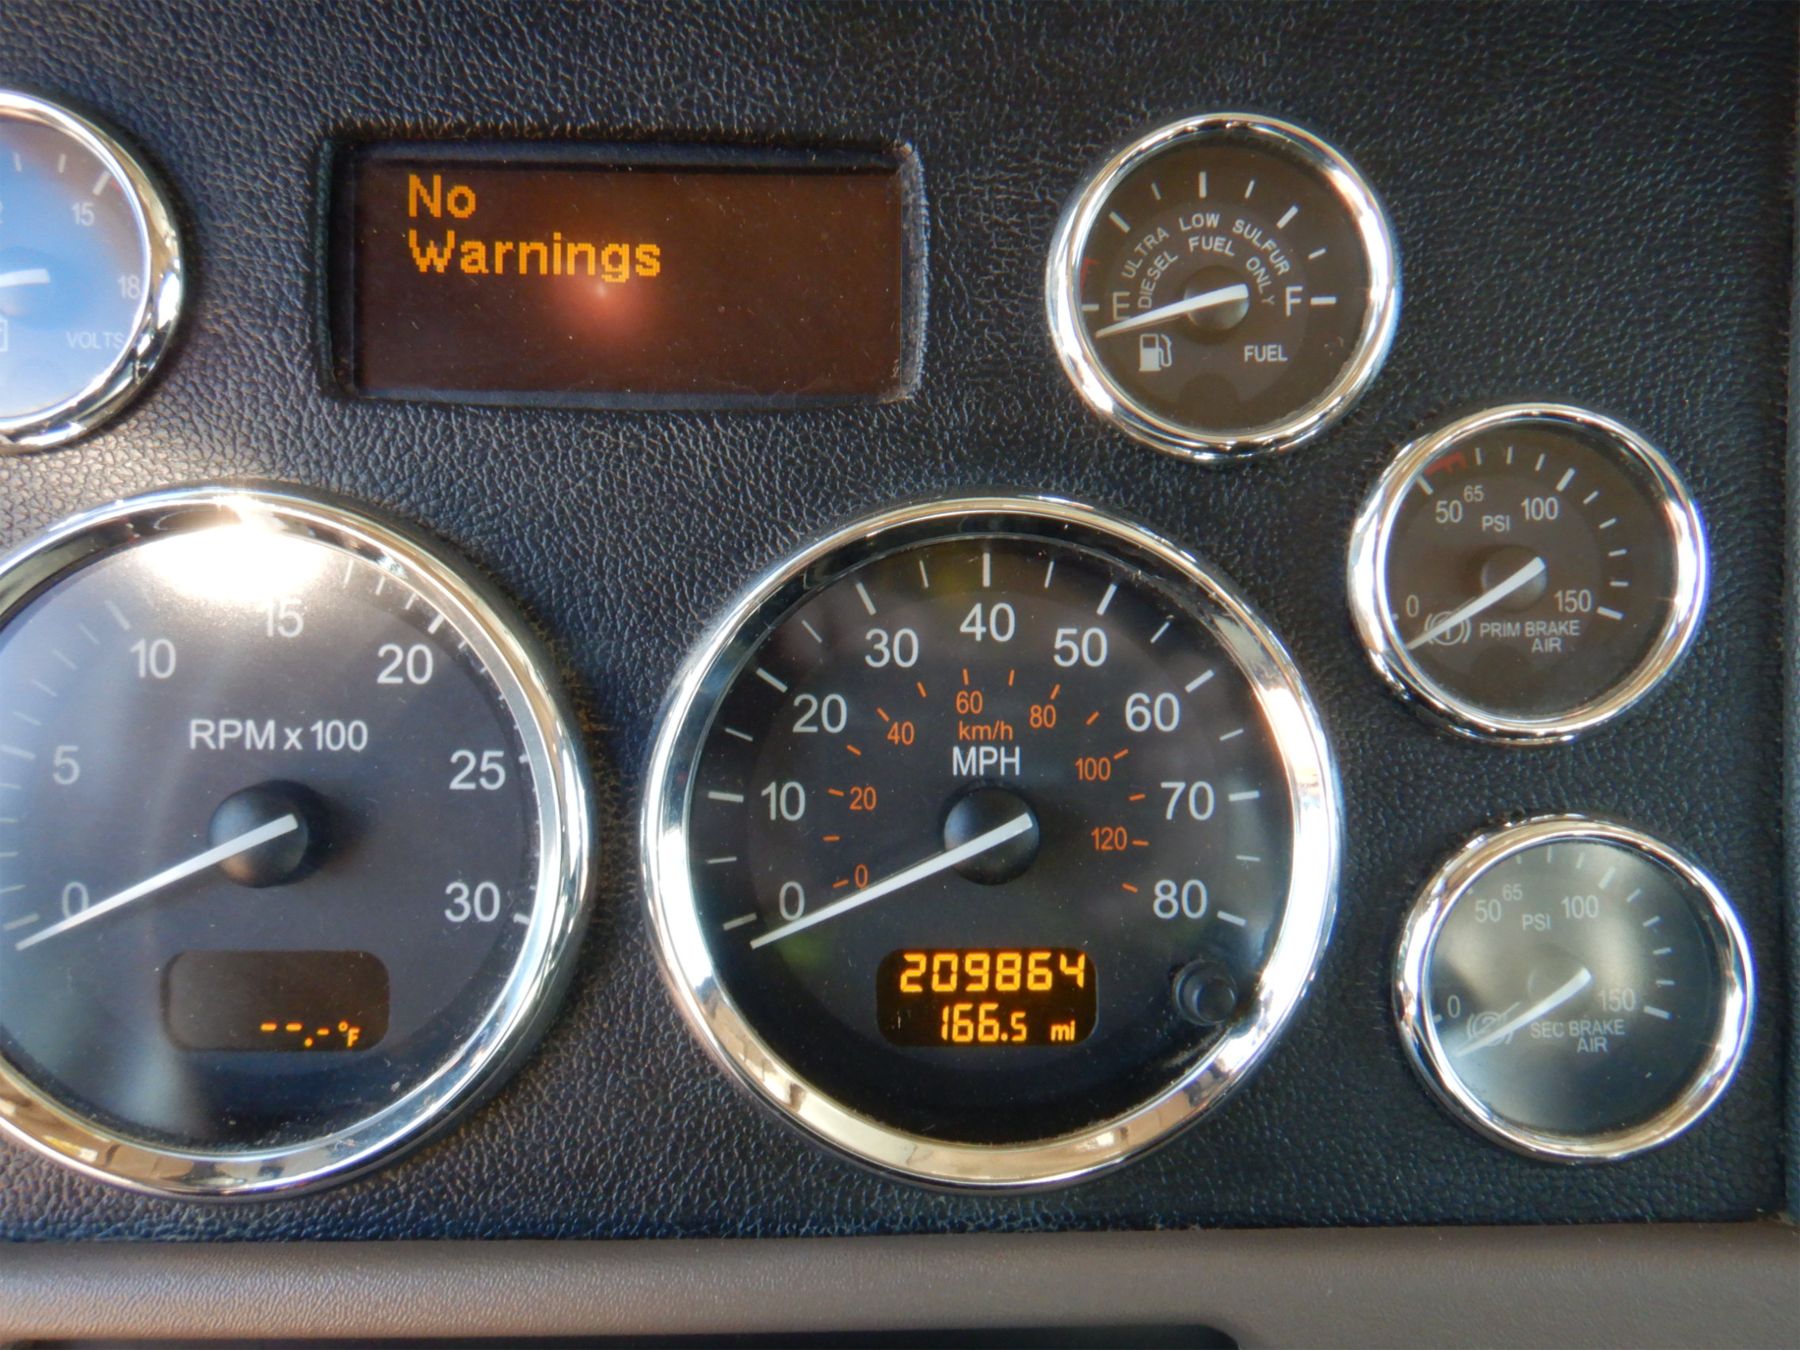 No
Warnings
15
18
VOLTS
ULTRA LOW SULFUR
DIESEL FUEL ONLY
E
F
FUEL
50
65
100
PSI
0
150
PRIM BRAKE
AIR
0
5
10
15
20
25
30
RPM x 100
--.-°F
0
10
20
30
40
50
60
70
80
0
20
40
60
80
100
120
km/h
MPH
209864
166.5 mi
50
65
100
PSI
0
150
SEC BRAKE
AIR